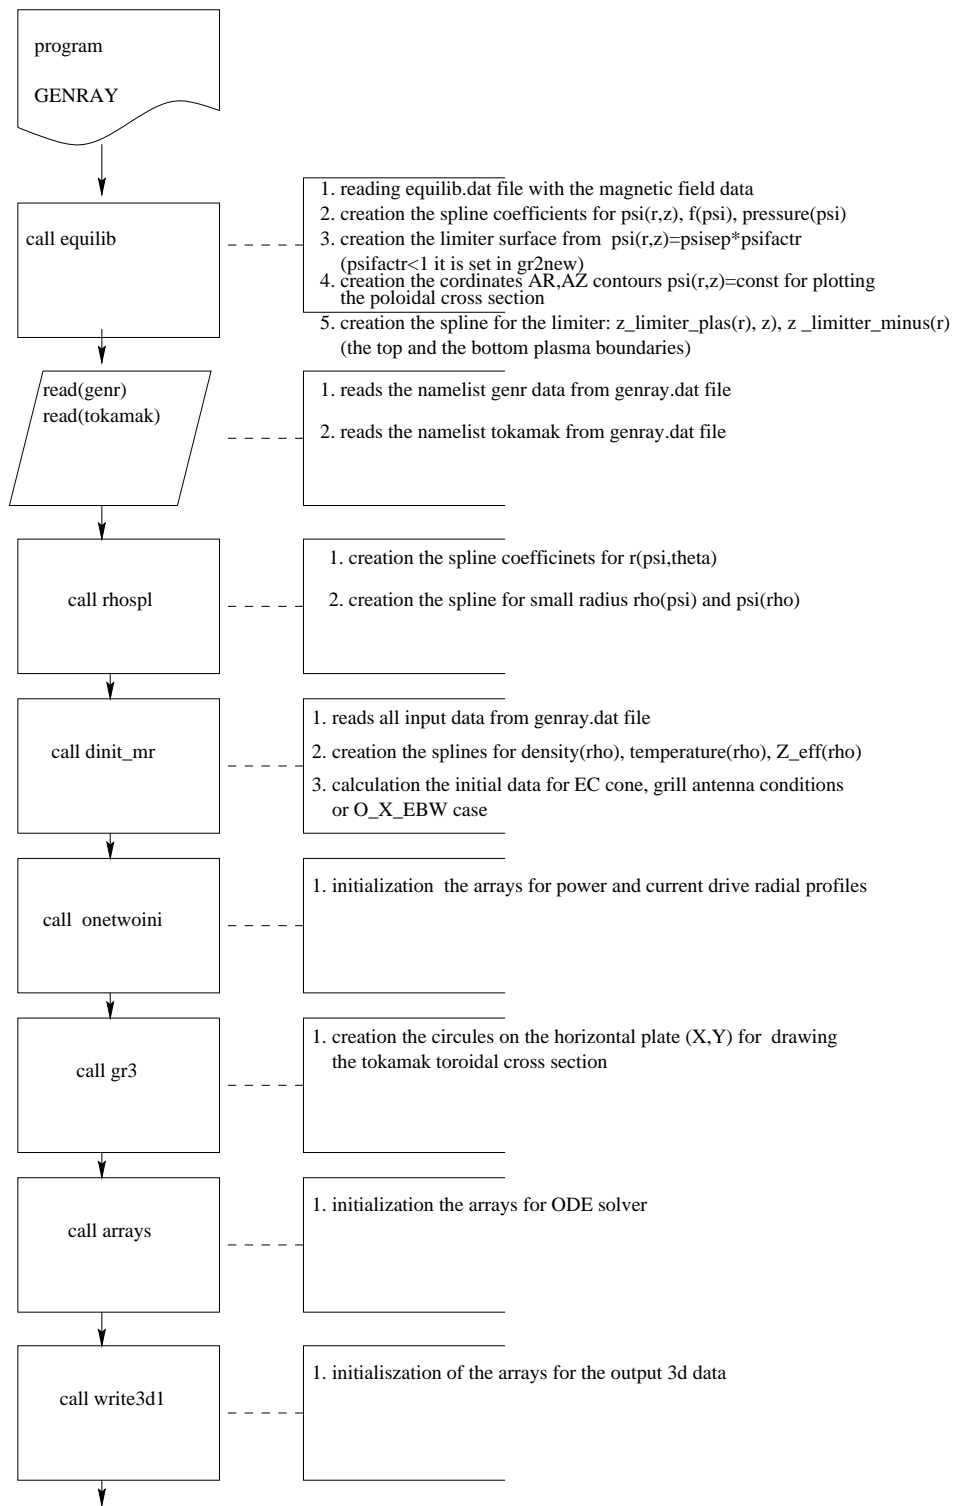 program
GENRAY
call equilib
1. reading equilib.dat file with the magnetic field data
2. creation the spline coefficients for psi(r,z), f(psi), pressure(psi)
3. creation the limiter surface from psi(r,z)=psisep*psifactr
(psifactr<1 it is set in gr2new)
4. creation the cordinates AR,AZ contours psi(r,z)=const for plotting
the poloidal cross section
5. creation the spline for the limiter: z_limiter_plas(r), z), z _limitter_minus(r)
(the top and the bottom plasma boundaries)
read(genr)
read(tokamak)
1. reads the namelist genr data from genray.dat file
2. reads the namelist tokamak from genray.dat file
call rhospl
1. creation the spline coefficinets for r(psi,theta)
2. creation the spline for small radius rho(psi) and psi(rho)
call dinit_mr
1. reads all input data from genray.dat file
2. creation the splines for density(rho), temperature(rho), Z_eff(rho)
3. calculation the initial data for EC cone, grill antenna conditions
or O_X_EBW case
call onetwoini
1. initialization the arrays for power and current drive radial profiles
call gr3
1. creation the circules on the horizontal plate (X,Y) for drawing
the tokamak toroidal cross section
call arrays
1. initialization the arrays for ODE solver
call write3d1
1. initialiszation of the arrays for the output 3d data